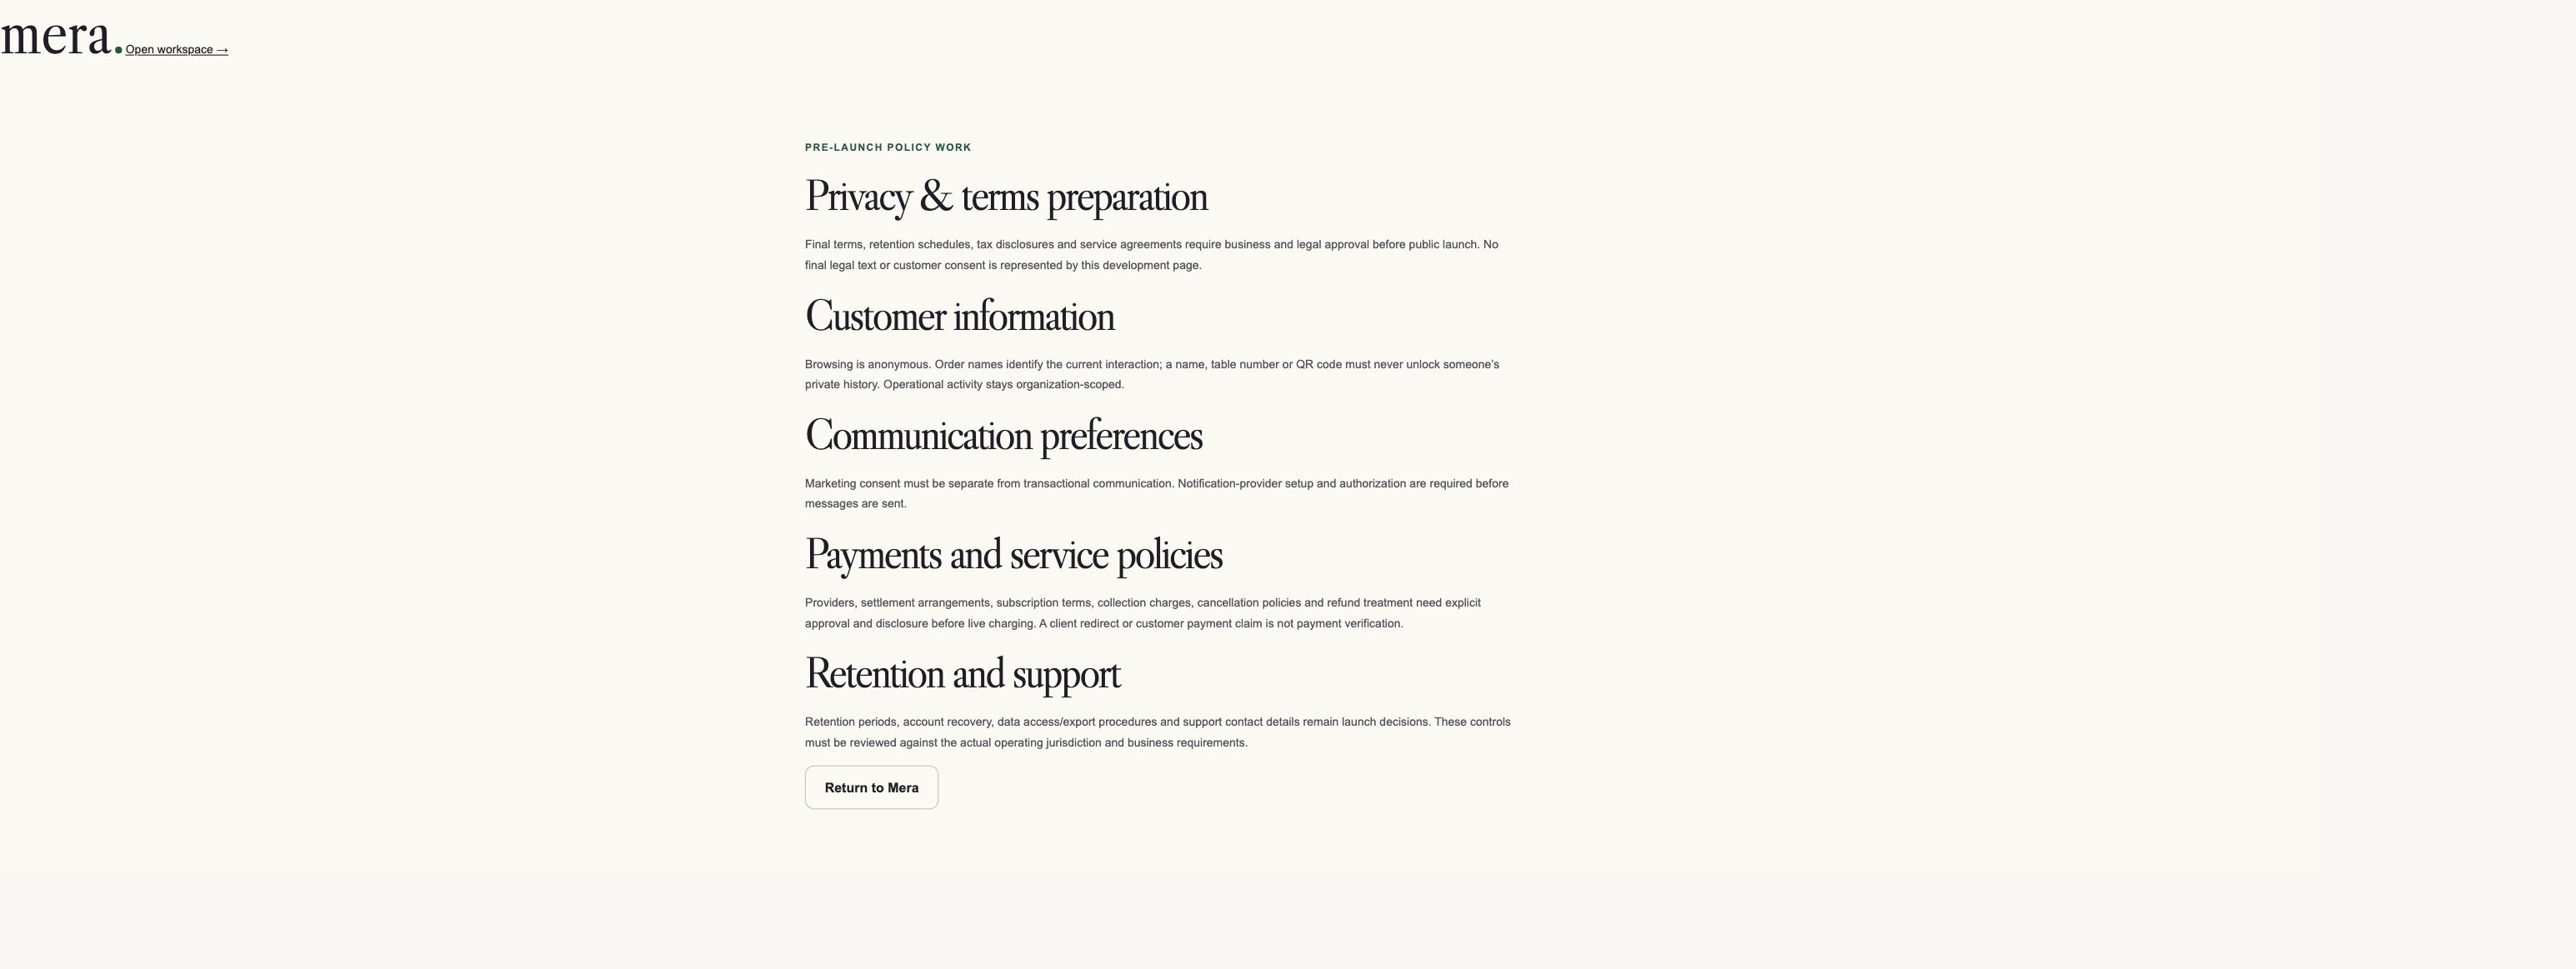 mera.
Open workspace →
PRE-LAUNCH POLICY WORK
Privacy & terms preparation
Final terms, retention schedules, tax disclosures and service agreements require business and legal approval before public launch. No
final legal text or customer consent is represented by this development page.
Customer information
Browsing is anonymous. Order names identify the current interaction; a name, table number or QR code must never unlock someone's
private history. Operational activity stays organization-scoped.
Communication preferences
Marketing consent must be separate from transactional communication. Notification-provider setup and authorization are required before
messages are sent.
Payments and service policies
Providers, settlement arrangements, subscription terms, collection charges, cancellation policies and refund treatment need explicit
approval and disclosure before live charging. A client redirect or customer payment claim is not payment verification.
Retention and support
Retention periods, account recovery, data access/export procedures and support contact details remain launch decisions. These controls
must be reviewed against the actual operating jurisdiction and business requirements.
Return to Mera